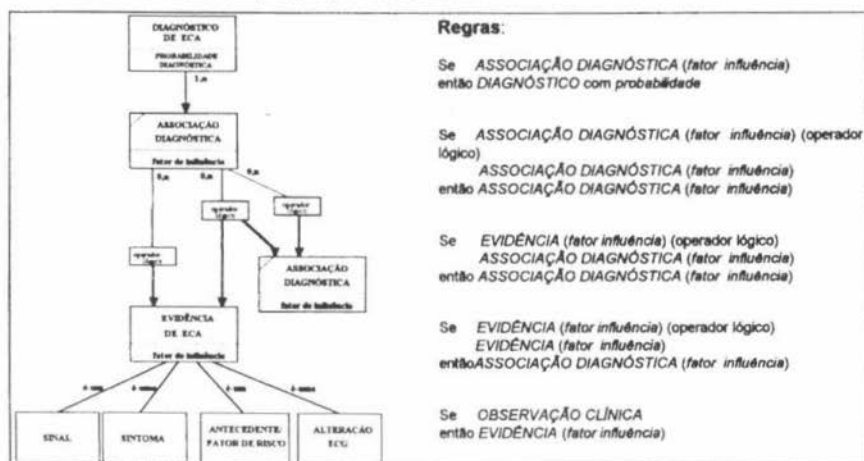 DIAGNÓSTICO
DE ECA
PROBABILIDADE
DIAGNÓSTICA
1,n
ASSOCIAÇÃO
DIAGNÓSTICA
fator de influência
0,n
0,n
0,n
operador
lógico
operador
lógico
operador
lógico
ASSOCIAÇÃO
DIAGNÓSTICA
fator de influência
EVIDÊNCIA
DE ECA
fator de influência
é-um
é-uma
SINAL
SINTOMA
ANTECEDENTE/
FATOR DE RISCO
ALTERAÇÃO
ECG
Regras:
Se ASSOCIAÇÃO DIAGNÓSTICA (fator influência)
então DIAGNÓSTICO com probabilidade
Se ASSOCIAÇÃO DIAGNÓSTICA (fator influência) (operador
lógico)
ASSOCIAÇÃO DIAGNÓSTICA (fator influência)
então ASSOCIAÇÃO DIAGNÓSTICA (fator influência)
Se EVIDÊNCIA (fator influência) (operador lógico)
ASSOCIAÇÃO DIAGNÓSTICA (fator influência)
então ASSOCIAÇÃO DIAGNÓSTICA (fator influência)
Se EVIDÊNCIA (fator influência) (operador lógico)
EVIDÊNCIA (fator influência)
entãoASSOCIAÇÃO DIAGNÓSTICA (fator influência)
Se OBSERVAÇÃO CLÍNICA
então EVIDÊNCIA (fator influência)